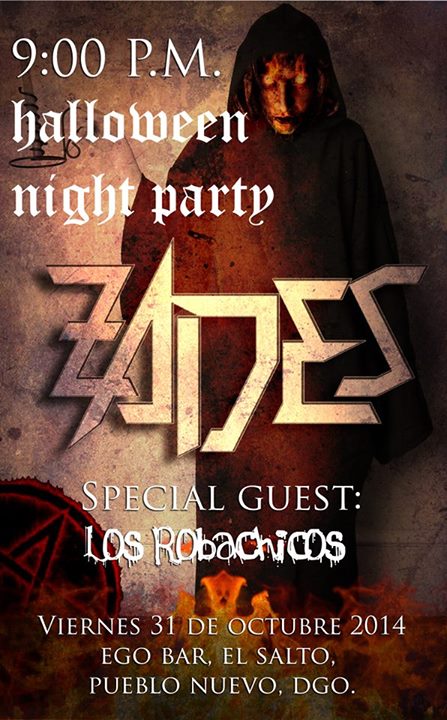 9:00 P.M.
halloween
night party
ZADES
SPECIAL GUEST:
Los Robachicos
VIERNES 31 DE OCTUBRE 2014
EGO BAR, EL SALTO,
PUEBLO NUEVO, DGO.